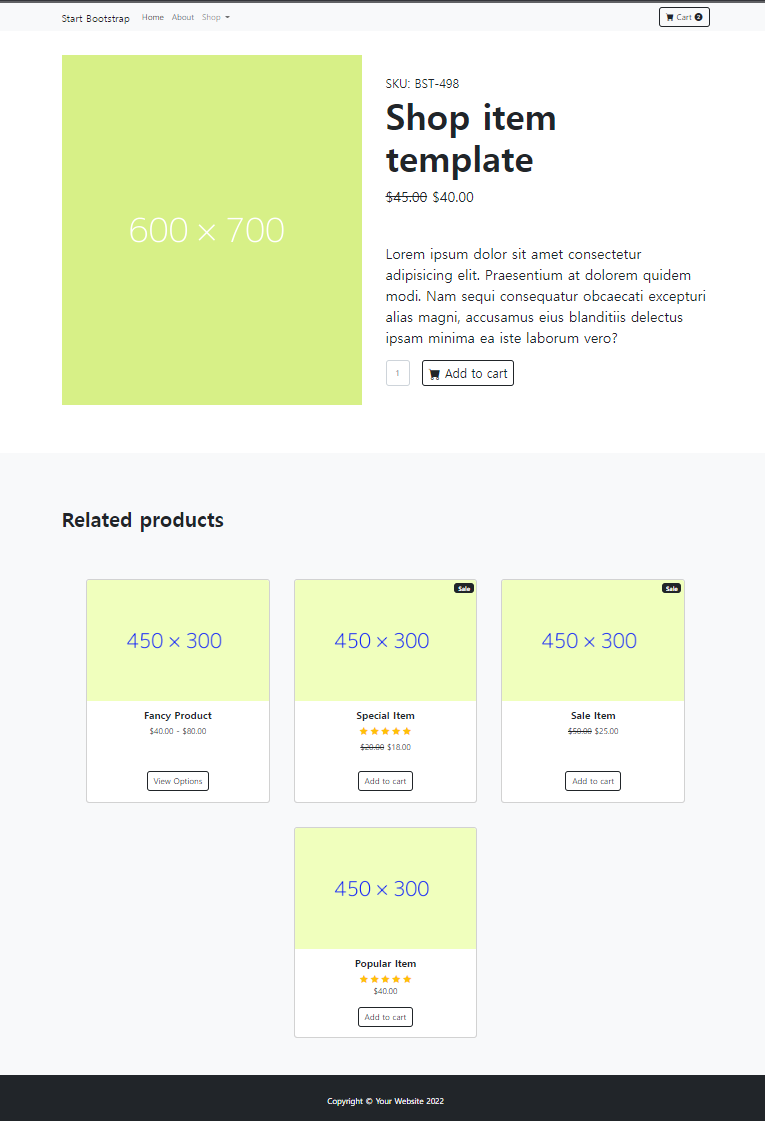 Start Bootstrap Home About Shop Cart 2
600 × 700
SKU: BST-498
Shop item
template
$45.00 $40.00
Lorem ipsum dolor sit amet consectetur
adipisicing elit. Praesentium at dolorem quidem
modi. Nam sequi consequatur obcaecati excepturi
alias magni, accusamus eius blanditiis delectus
ipsam minima ea iste laborum vero?
1 Add to cart
Related products
450 × 300
Fancy Product
$40.00 - $80.00
View Options
Sale
450 × 300
Special Item
$20.00 $18.00
Add to cart
Sale
450 × 300
Sale Item
$50.00 $25.00
Add to cart
450 × 300
Popular Item
$40.00
Add to cart
Copyright © Your Website 2022